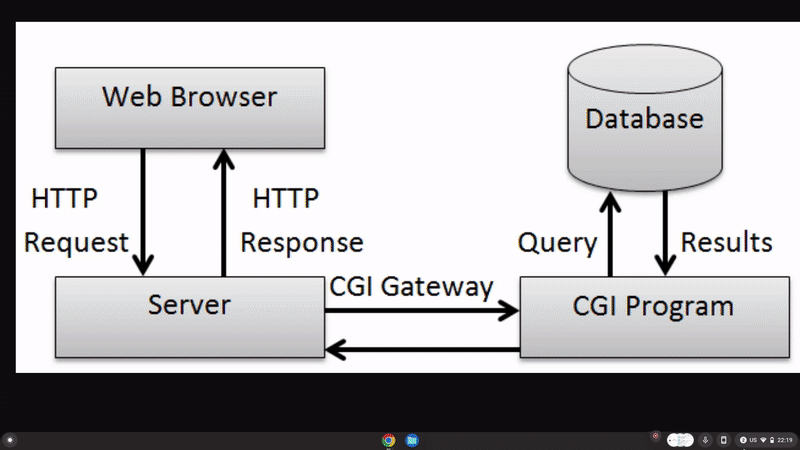 Web Browser
Database
HTTP
Request
HTTP
Response
Query
Results
Server
CGI Gateway
CGI Program
US
22:19